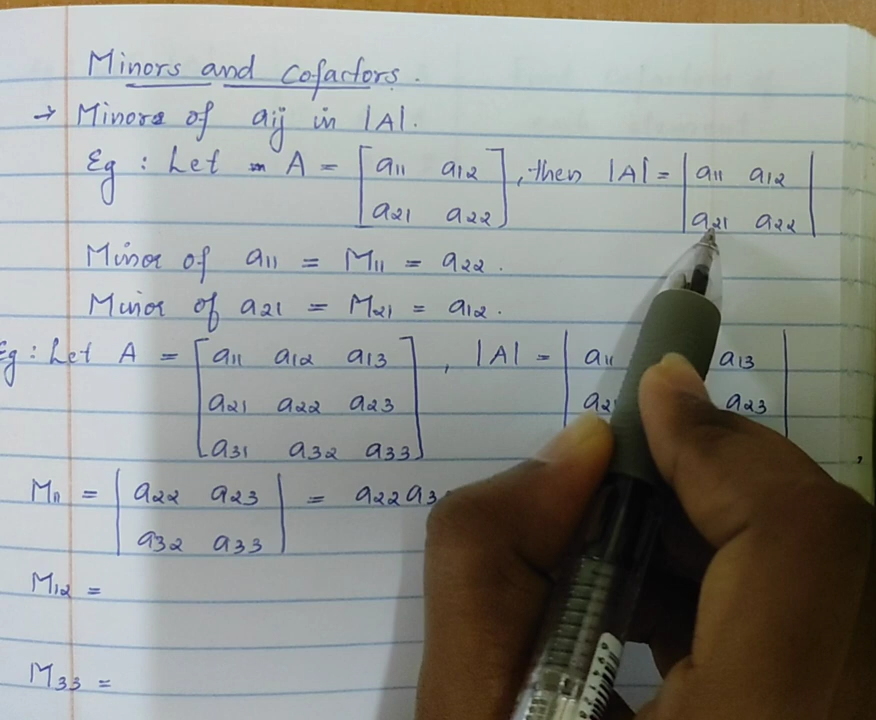 Minors and cofactors.
→ Minors of aij in |A|.
Eg : Let A = [a11 a12
a21 a22], then |A| = |a11 a12
a21 a22|
Minor of a11 = M11 = a22.
Minor of a21 = M21 = a12.
Eg : Let A = [a11 a12 a13
a21 a22 a23
a31 a32 a33], |A| = |a11 a13
a23|
M11 = |a22 a23
a32 a33| = a22a3
M12 =
M33 =